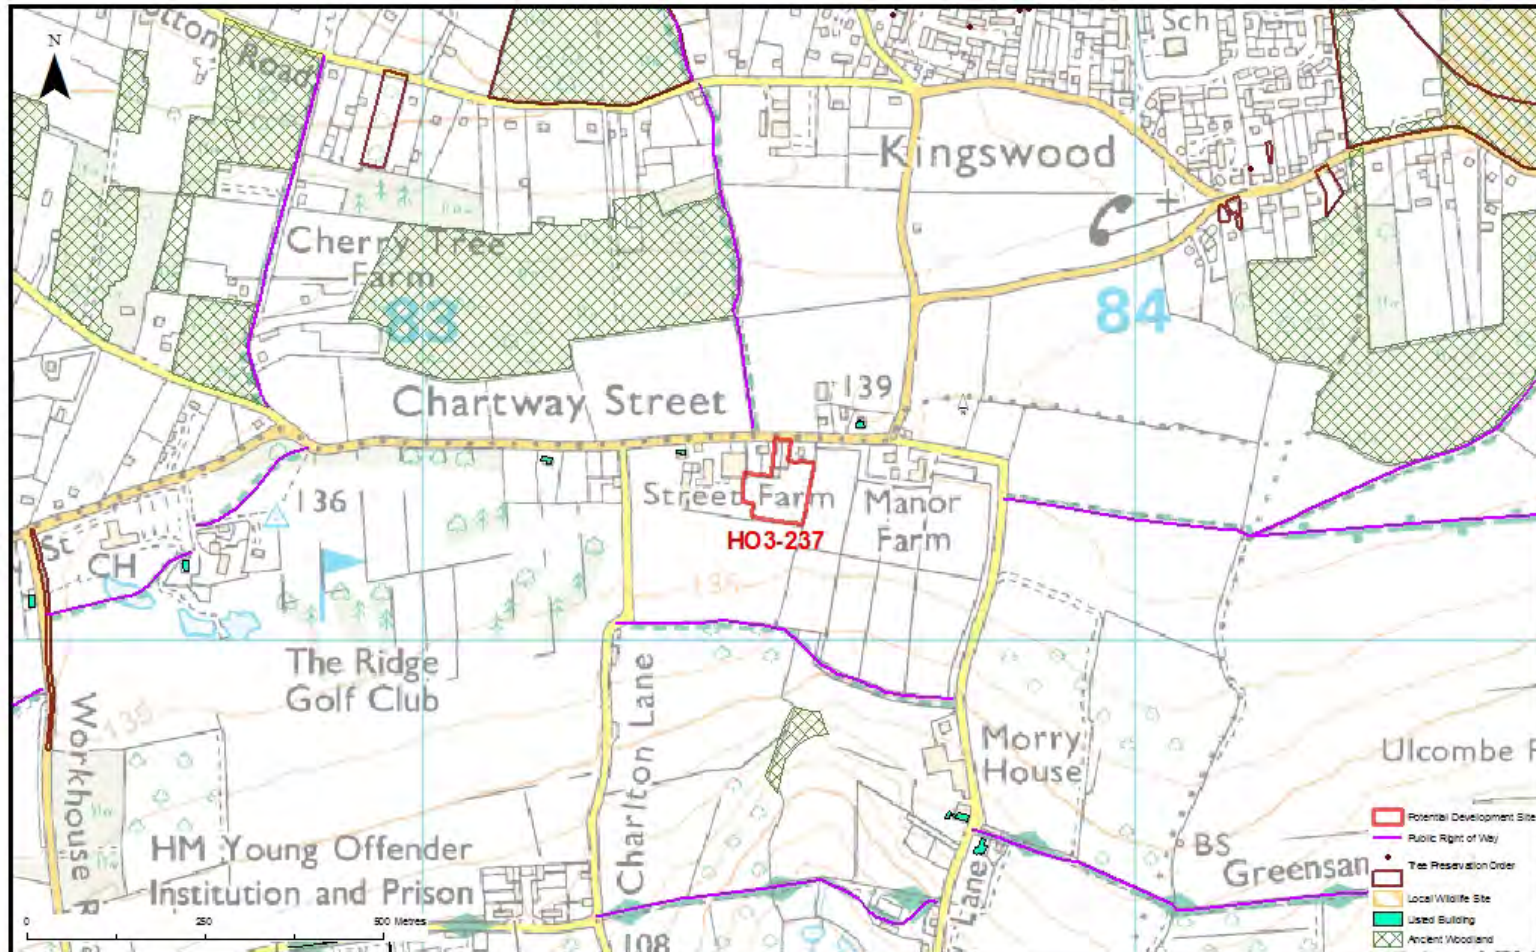 N
Sch
Road
Kingswood
Cherry Tree
Farm
83
84
Chartway Street
139
136
Street Farm
Manor
Farm
HO3-237
St
CH
135
The Ridge
Golf Club
135
Workhouse R
Charlton Lane
Morry
House
Ulcombe
HM Young Offender
Institution and Prison
BS
Greensan
Lane
108
0 250 500 Metres
Potential Development Site
Public Right of Way
Tree Preservation Order
Local Wildlife Site
Listed Building
Ancient Woodland